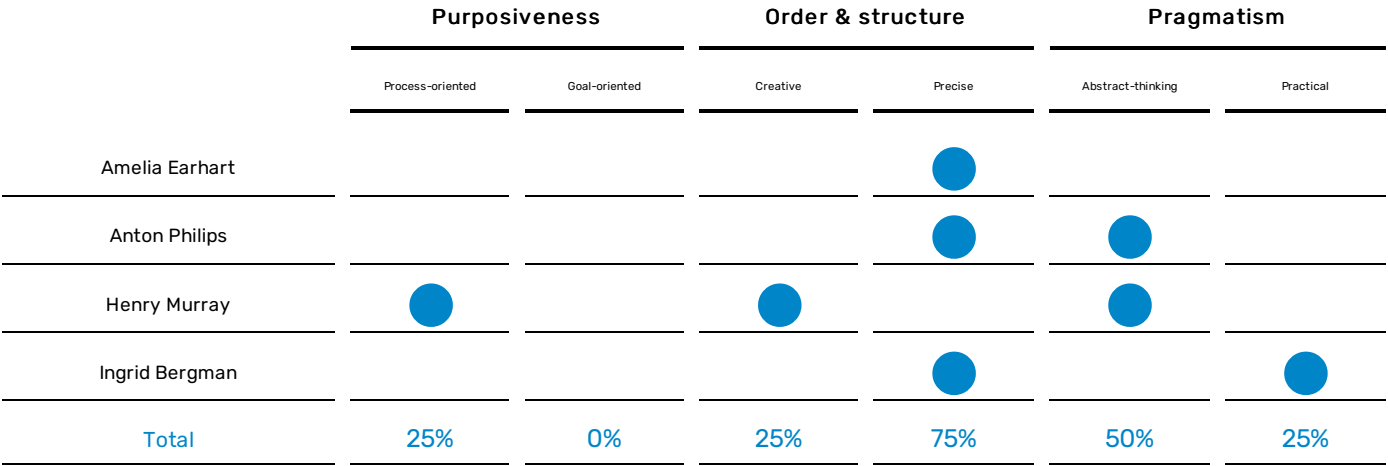 Purposiveness Order & structure Pragmatism
Process-oriented Goal-oriented Creative Precise Abstract-thinking Practical
Amelia Earhart
Anton Philips
Henry Murray
Ingrid Bergman
Total 25% 0% 25% 75% 50% 25%